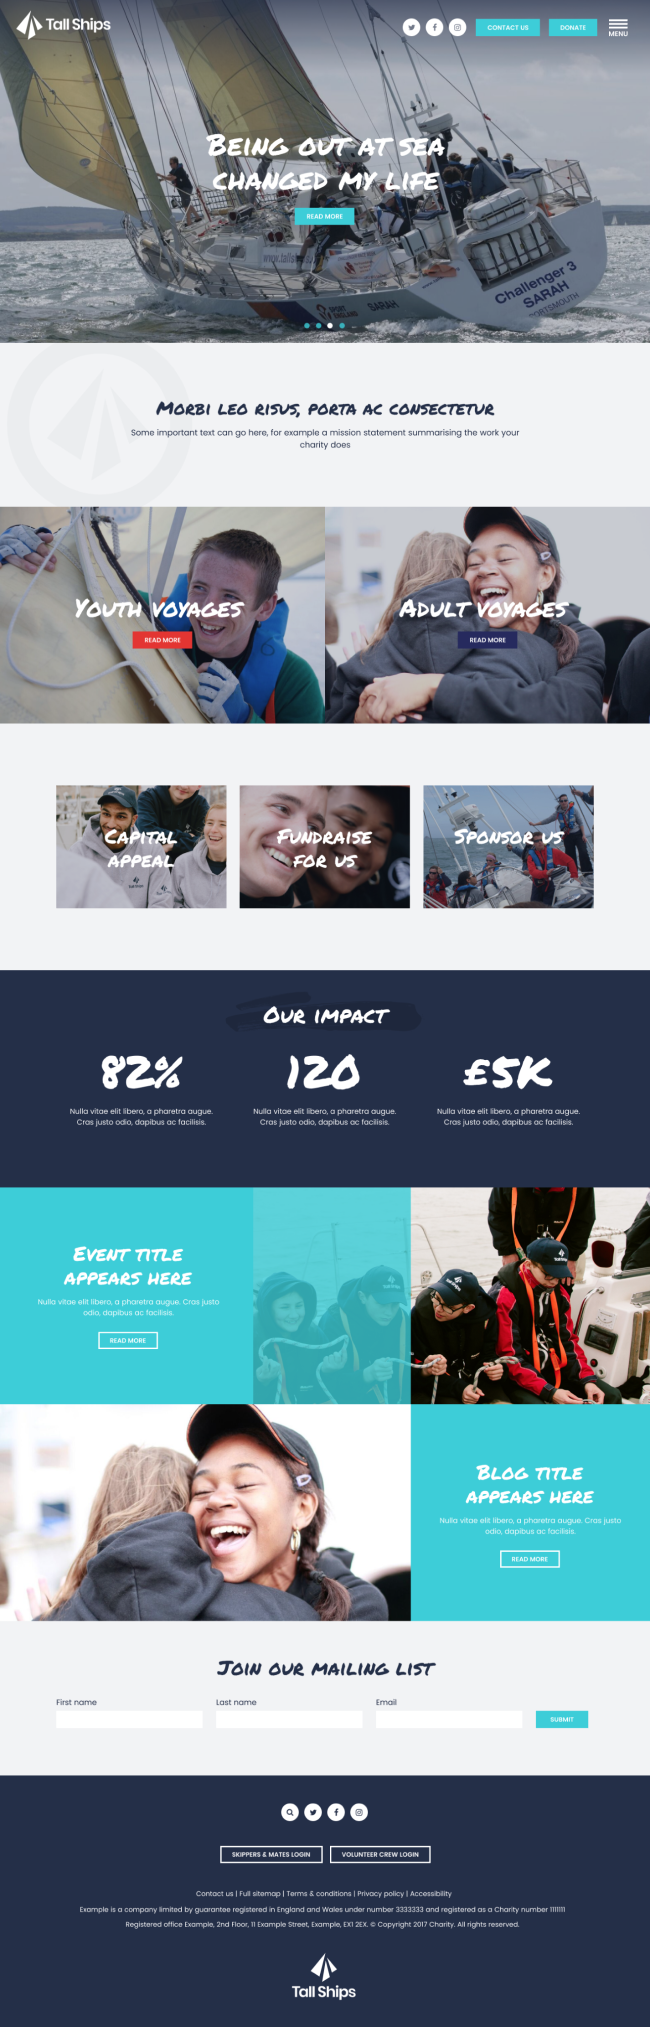 Tall Ships
CONTACT US
DONATE
MENU
BEING OUT AT SEA
CHANGED MY LIFE
READ MORE
Challenger 3
SARAH
PORTSMOUTH
SARAH
MORBI LEO RISUS, PORTA AC CONSECTETUR
Some important text can go here, for example a mission statement summarising the work your
charity does
YOUTH VOYAGES
READ MORE
ADULT VOYAGES
READ MORE
CAPITAL
APPEAL
FUNDRAISE
FOR US
SPONSOR US
OUR IMPACT
82%
120
£5K
Nulla vitae elit libero, a pharetra augue.
Cras justo odio, dapibus ac facilisis.
Nulla vitae elit libero, a pharetra augue.
Cras justo odio, dapibus ac facilisis.
Nulla vitae elit libero, a pharetra augue.
Cras justo odio, dapibus ac facilisis.
EVENT TITLE
APPEARS HERE
Nulla vitae elit libero, a pharetra augue. Cras justo
odio, dapibus ac facilisis.
READ MORE
BLOG TITLE
APPEARS HERE
Nulla vitae elit libero, a pharetra augue. Cras justo
odio, dapibus ac facilisis.
READ MORE
JOIN OUR MAILING LIST
First name
Last name
Email
SUBMIT
SKIPPERS & MATES LOGIN
VOLUNTEER CREW LOGIN
Contact us | Full sitemap | Terms & conditions | Privacy policy | Accessibility
Example is a company limited by guarantee registered in England and Wales under number 3333333 and registered as a Charity number 1111111
Registered office Example, 2nd Floor, 11 Example Street, Example, EX1 2EX. © Copyright 2017 Charity. All rights reserved.
Tall Ships